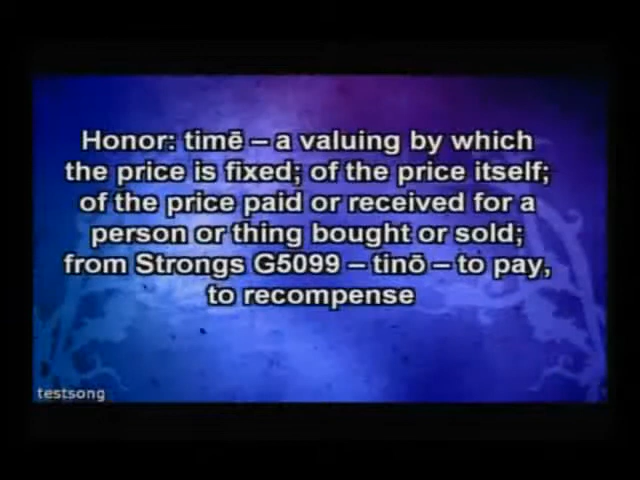 Honor: timē – a valuing by which
the price is fixed; of the price itself;
of the price paid or received for a
person or thing bought or sold;
from Strongs G5099 – tinō – to pay,
to recompense
testsong